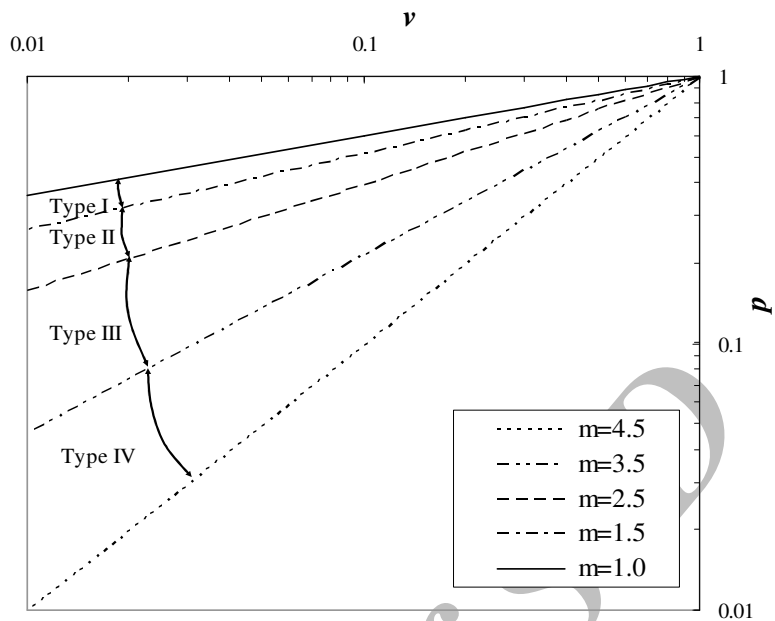 v
0.01 0.1 1
1
Type I
Type II
Type III
Type IV
p
0.1
m=4.5
m=3.5
m=2.5
m=1.5
m=1.0
0.01